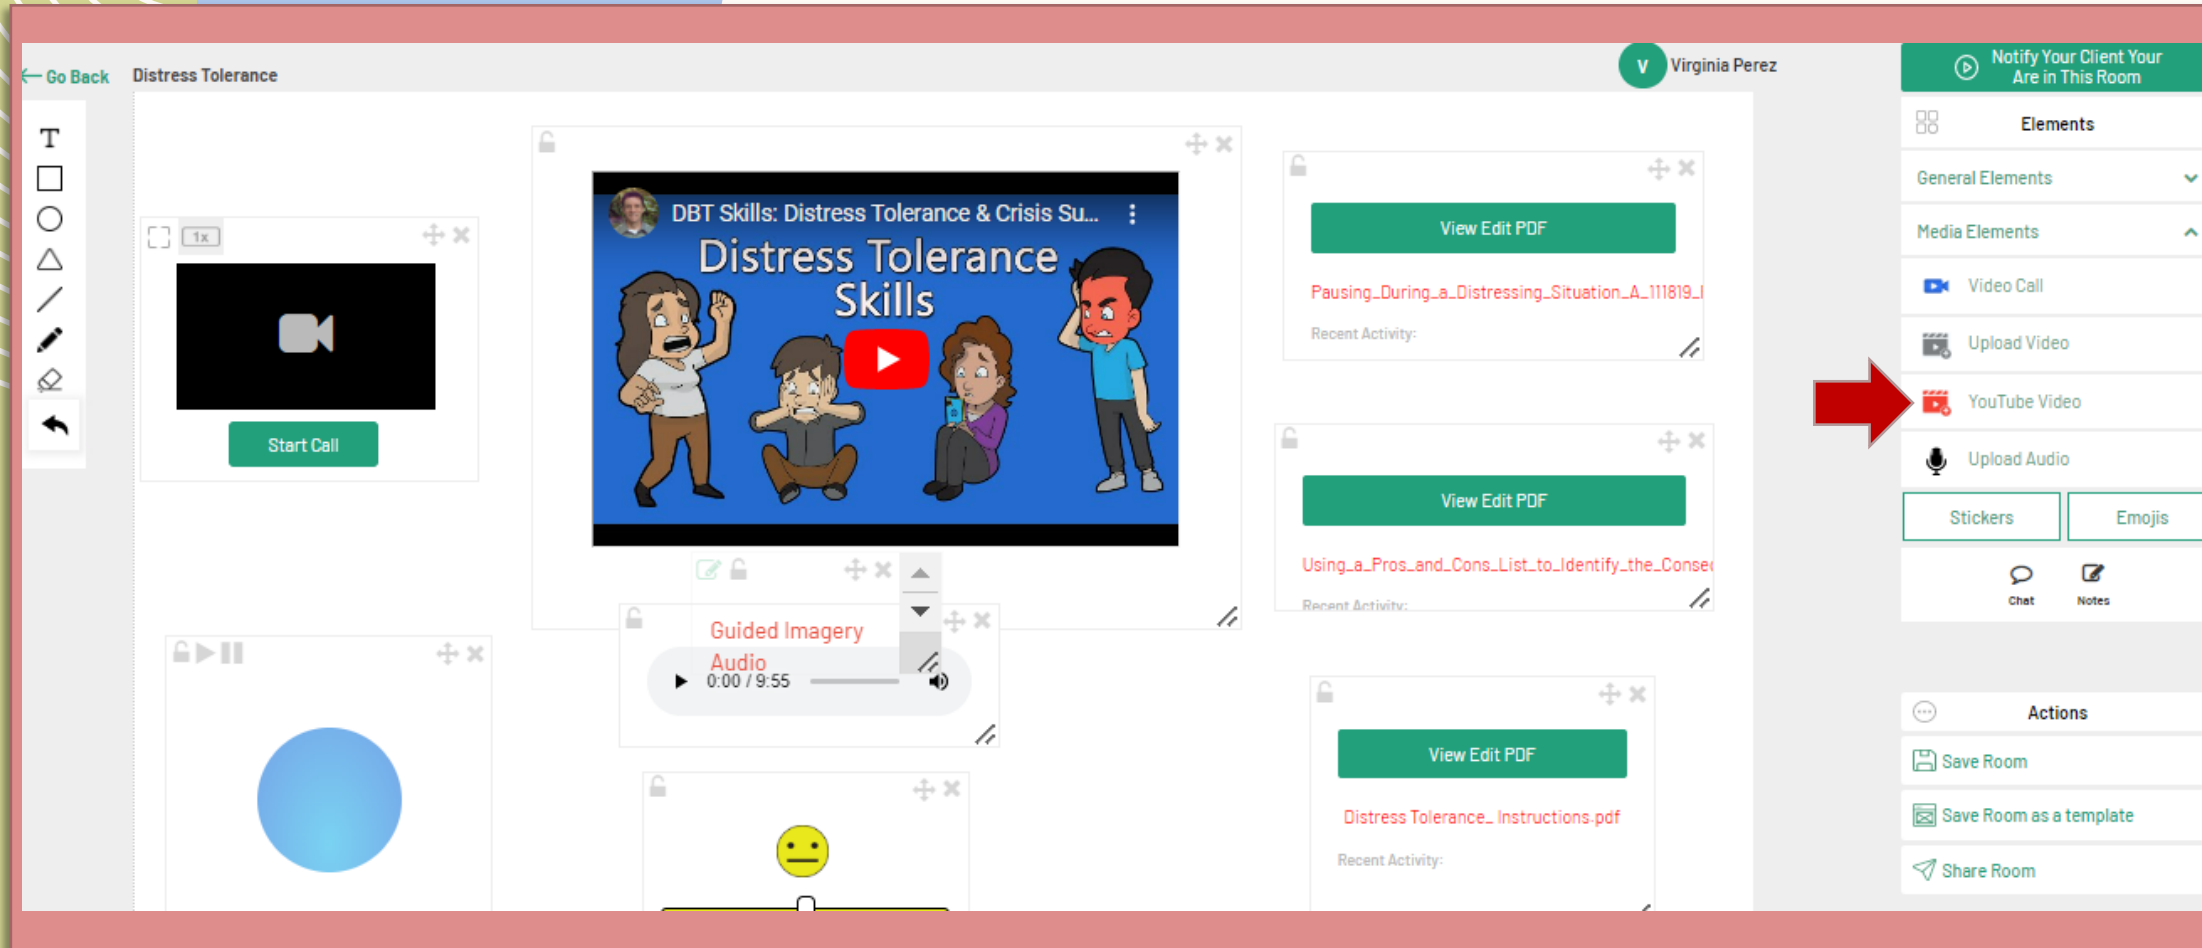 Go Back
Distress Tolerance
V
Virginia Perez
T
1x
Start Call
DBT Skills: Distress Tolerance & Crisis Su...
Distress Tolerance
Skills
Guided Imagery
Audio
0:00 / 9:55
View Edit PDF
Pausing_During_a_Distressing_Situation_A_111819_
Recent Activity:
View Edit PDF
Using_a_Pros_and_Cons_List_to_Identify_the_Conse
Recent Activity:
View Edit PDF
Distress Tolerance_ Instructions.pdf
Recent Activity:
Notify Your Client Your
Are in This Room
Elements
General Elements
Media Elements
Video Call
Upload Video
YouTube Video
Upload Audio
Stickers
Emojis
Chat
Notes
Actions
Save Room
Save Room as a template
Share Room